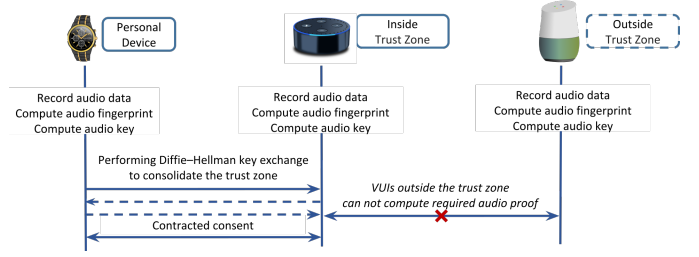 Personal
Device
Inside
Trust Zone
Outside
Trust Zone
Record audio data
Compute audio fingerprint
Compute audio key
Record audio data
Compute audio fingerprint
Compute audio key
Record audio data
Compute audio fingerprint
Compute audio key
Performing Diffie–Hellman key exchange
to consolidate the trust zone
VUIs outside the trust zone
can not compute required audio proof
Contracted consent